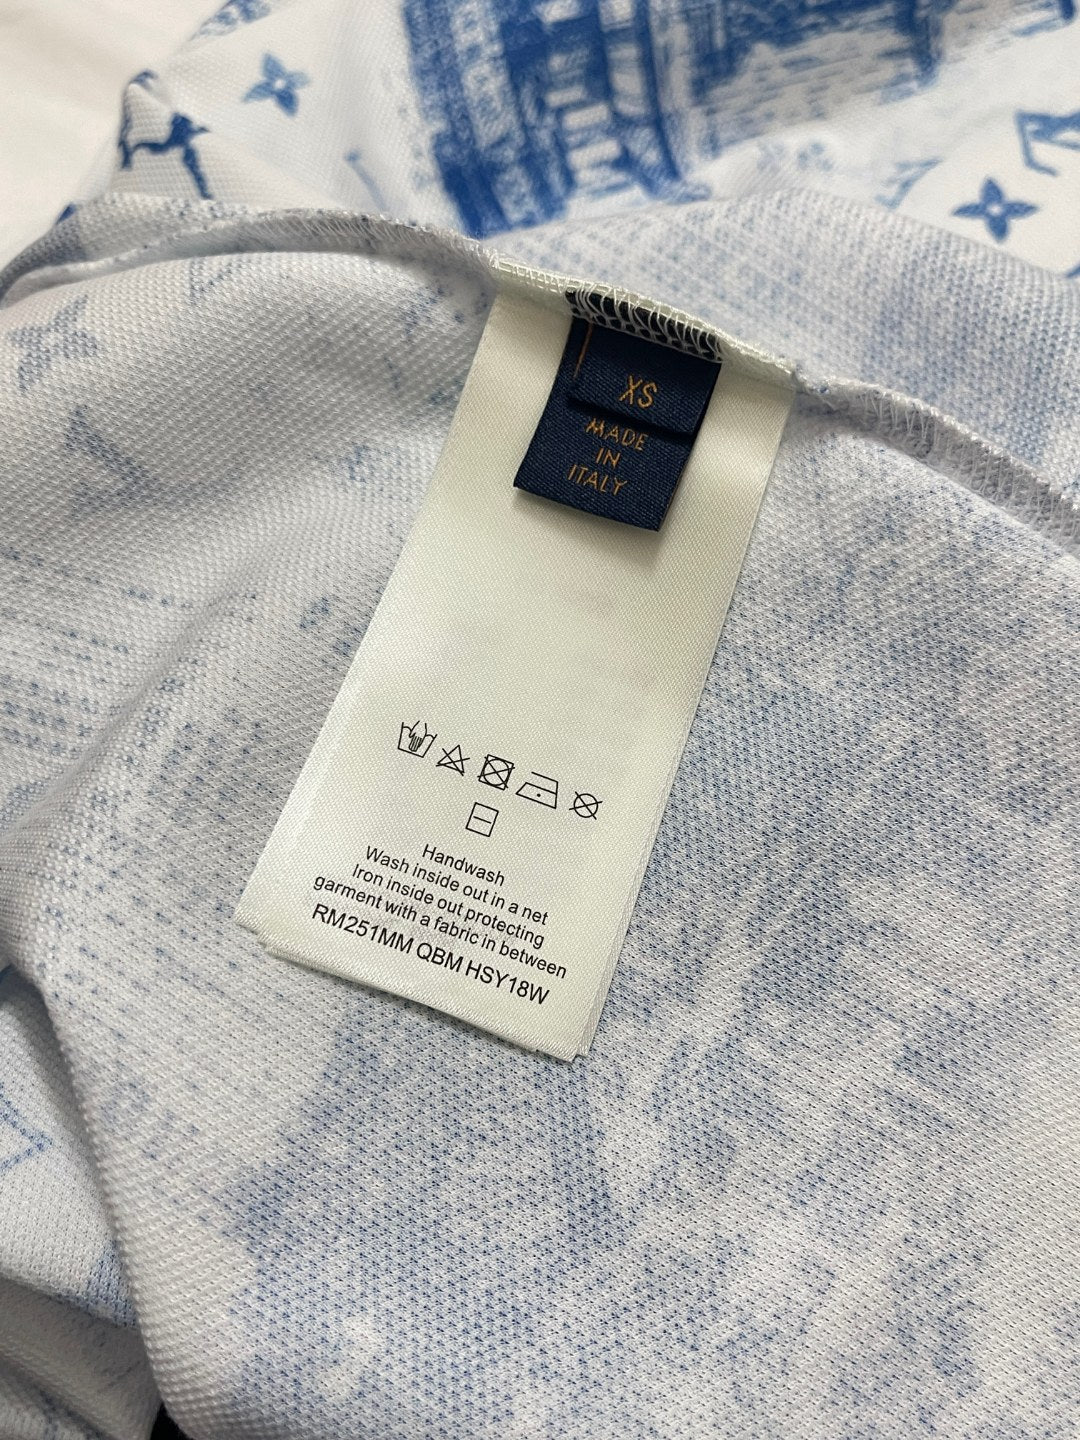 XS
MADE
IN
ITALY
Handwash
Wash inside out in a net
Iron inside out protecting
garment with a fabric in between
RM251MM QBM HSY18W